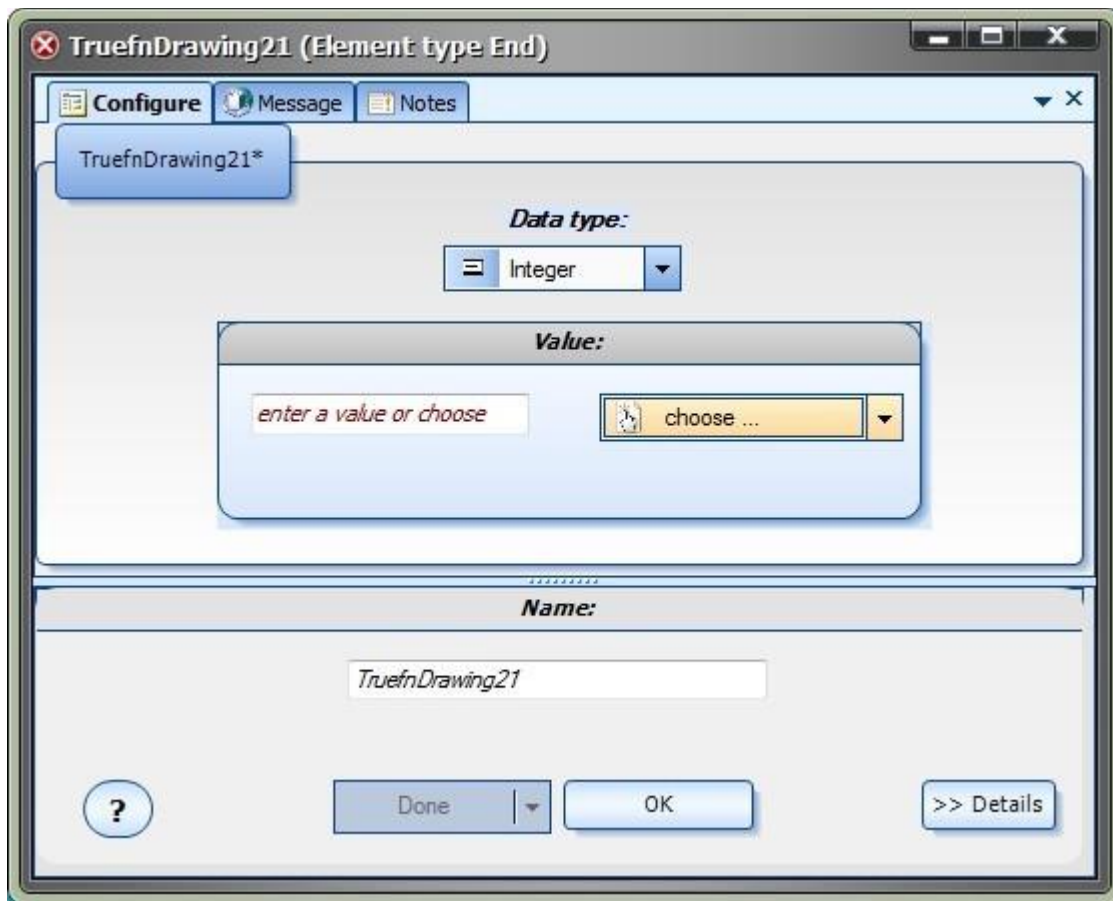 TruefnDrawing21 (Element type End)
Configure Message Notes
TruefnDrawing21*
Data type:
Integer
Value:
enter a value or choose choose ...
Name:
TruefnDrawing21
? Done OK >> Details